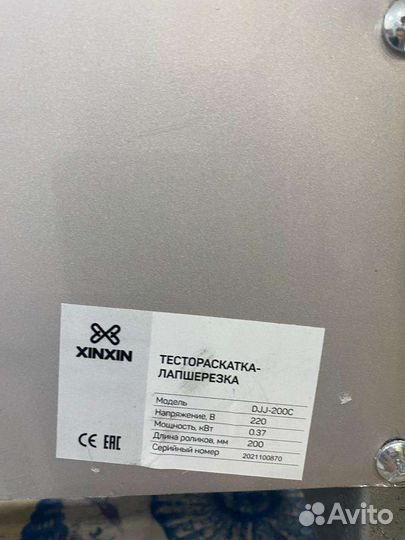 XINXIN
ТЕСТОРАСКАТКА-
ЛАПШЕРЕЗКА
Модель DJJ-200C
Напряжение, В 220
Мощность, кВт 0.37
Длина роликов, мм 200
Серийный номер 2021100870
CE EAC
Avito